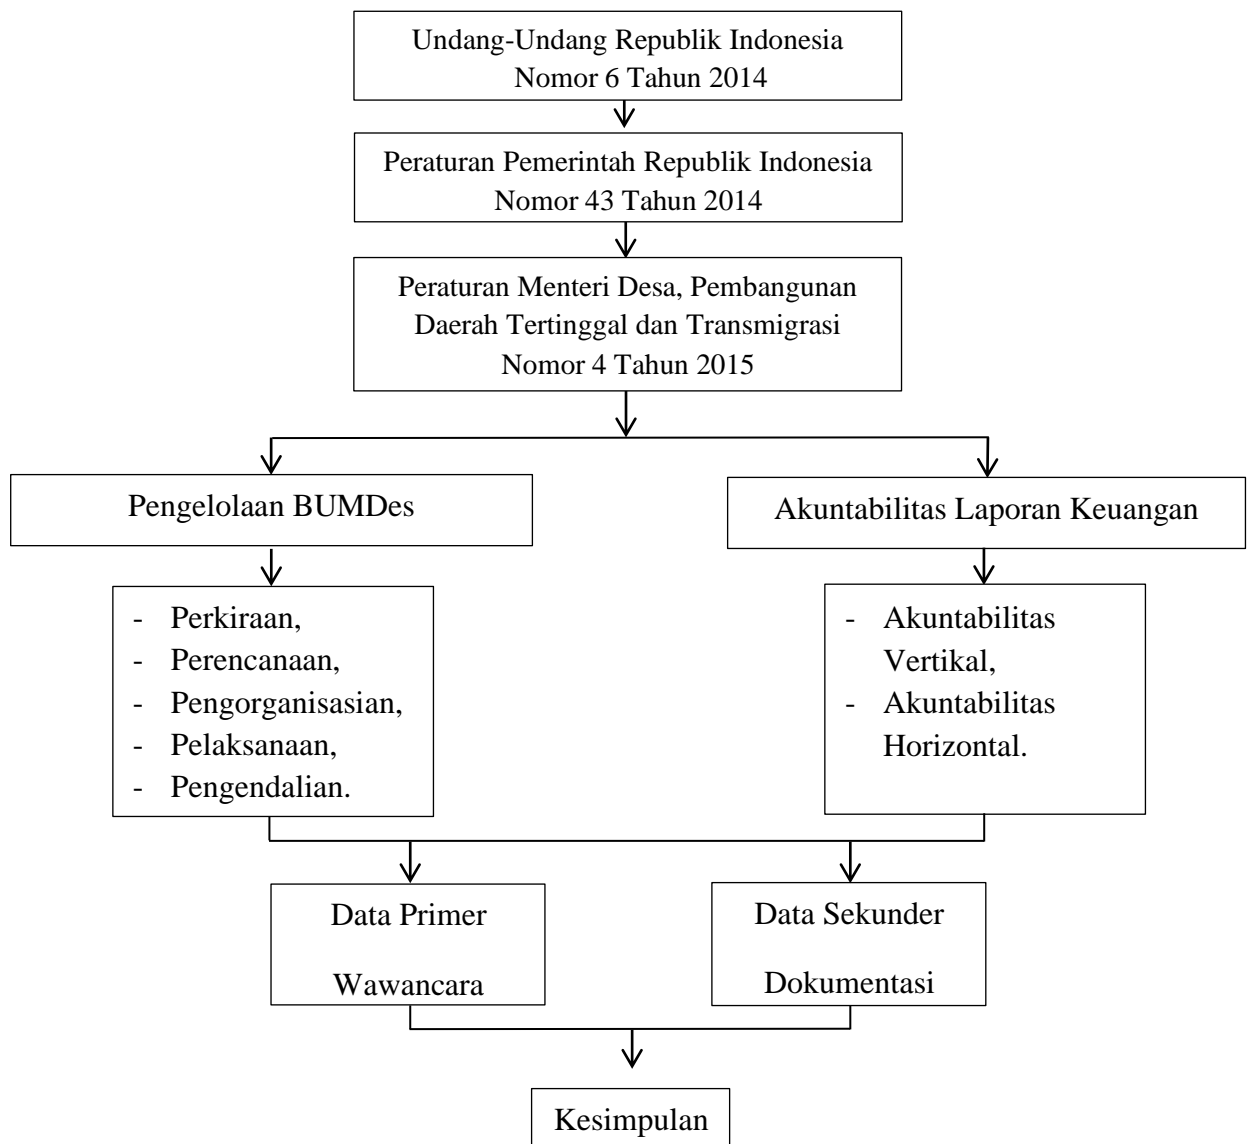 Undang-Undang Republik Indonesia
Nomor 6 Tahun 2014
Peraturan Pemerintah Republik Indonesia
Nomor 43 Tahun 2014
Peraturan Menteri Desa, Pembangunan
Daerah Tertinggal dan Transmigrasi
Nomor 4 Tahun 2015
Pengelolaan BUMDes
Akuntabilitas Laporan Keuangan
- Perkiraan,
- Perencanaan,
- Pengorganisasian,
- Pelaksanaan,
- Pengendalian.
- Akuntabilitas
Vertikal,
- Akuntabilitas
Horizontal.
Data Primer
Wawancara
Data Sekunder
Dokumentasi
Kesimpulan